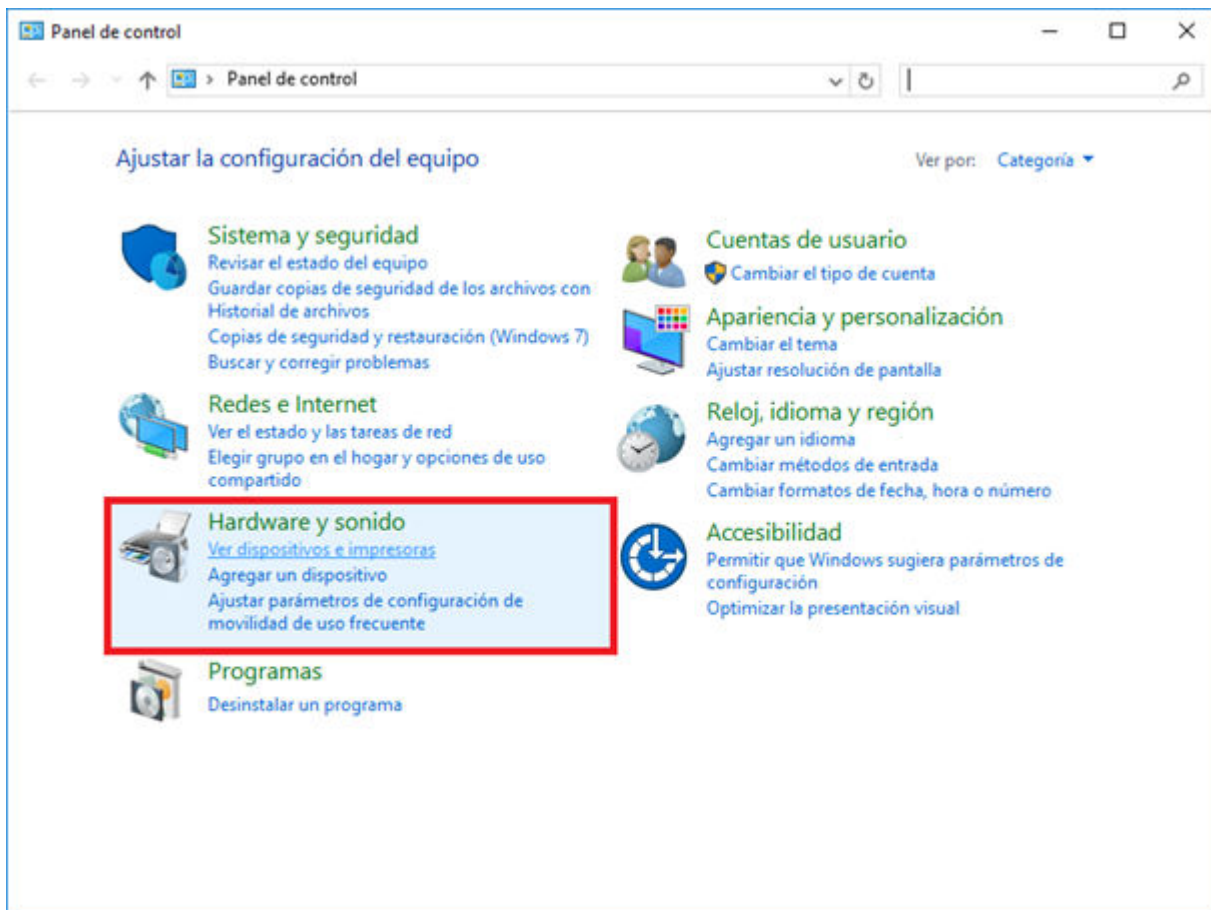 Panel de control
Panel de control
Ajustar la configuración del equipo
Ver por: Categoría
Sistema y seguridad
Revisar el estado del equipo
Guardar copias de seguridad de los archivos con
Historial de archivos
Copias de seguridad y restauración (Windows 7)
Buscar y corregir problemas
Redes e Internet
Ver el estado y las tareas de red
Elegir grupo en el hogar y opciones de uso
compartido
Hardware y sonido
Ver dispositivos e impresoras
Agregar un dispositivo
Ajustar parámetros de configuración de
movilidad de uso frecuente
Programas
Desinstalar un programa
Cuentas de usuario
Cambiar el tipo de cuenta
Apariencia y personalización
Cambiar el tema
Ajustar resolución de pantalla
Reloj, idioma y región
Agregar un idioma
Cambiar métodos de entrada
Cambiar formatos de fecha, hora o número
Accesibilidad
Permitir que Windows sugiera parámetros de
configuración
Optimizar la presentación visual